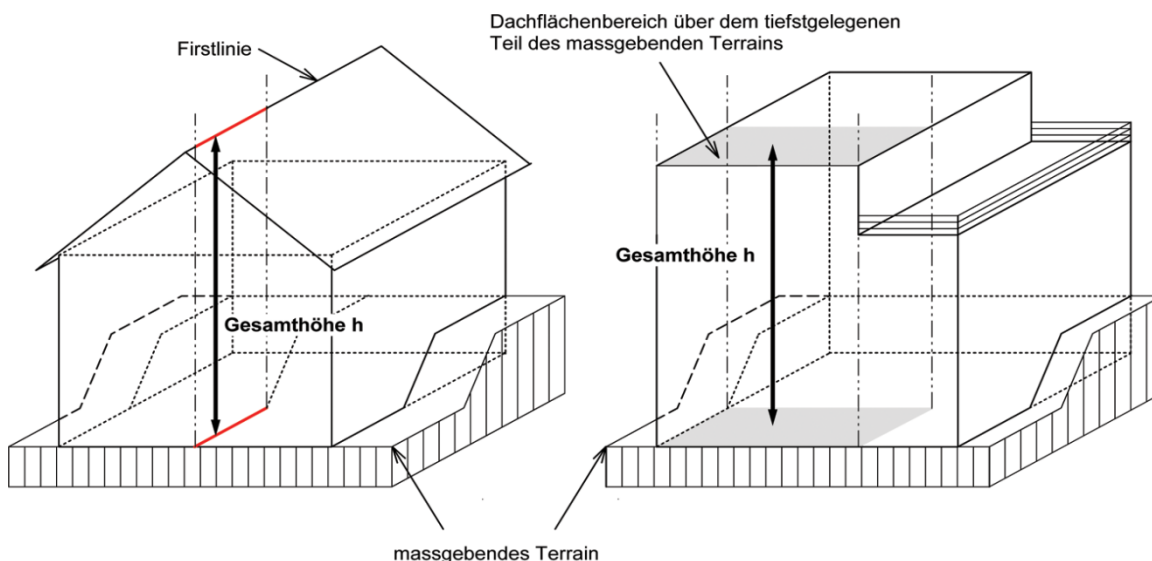 Firstlinie
Dachflächenbereich über dem tiefstgelegenen
Teil des massgebenden Terrains
Gesamthöhe h
Gesamthöhe h
massgebendes Terrain